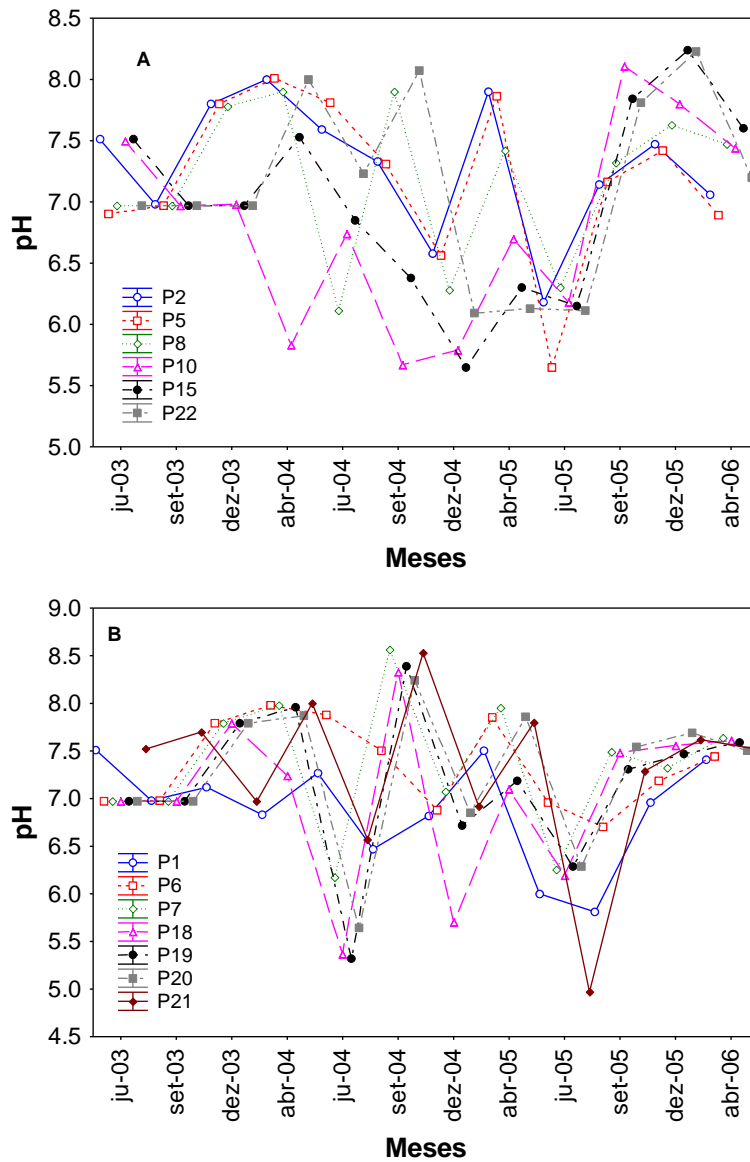 A
8.5
8.0
7.5
7.0
6.5
6.0
5.5
5.0
pH
P2
P5
P8
P10
P15
P22
ju-03 set-03 dez-03 abr-04 ju-04 set-04 dez-04 abr-05 ju-05 set-05 dez-05 abr-06
Meses
B
9.0
8.5
8.0
7.5
7.0
6.5
6.0
5.5
5.0
4.5
pH
P1
P6
P7
P18
P19
P20
P21
ju-03 set-03 dez-03 abr-04 ju-04 set-04 dez-04 abr-05 ju-05 set-05 dez-05 abr-06
Meses